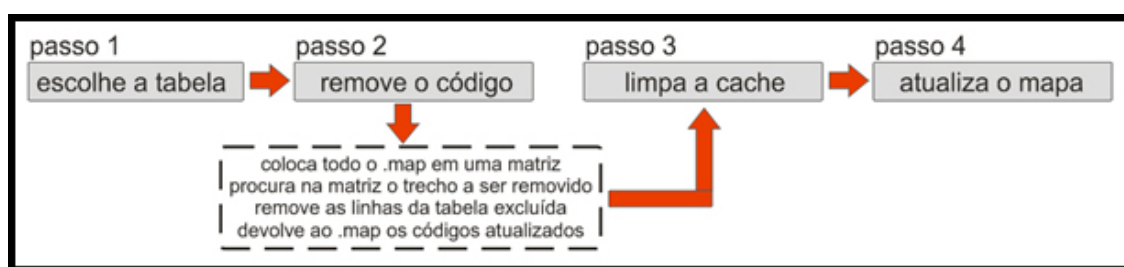 passo 1
escolhe a tabela
passo 2
remove o código
coloca todo o .map em uma matriz
procura na matriz o trecho a ser removido
remove as linhas da tabela excluída
devolve ao .map os códigos atualizados
passo 3
limpa a cache
passo 4
atualiza o mapa